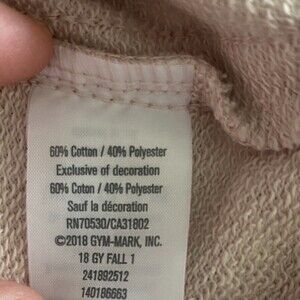 60% Cotton / 40% Polyester
Exclusive of decoration
60% Coton / 40% Polyester
Sauf la décoration
RN70530/CA31802
©2018 GYM-MARK, INC.
18 GY FALL 1
241892512
140186663